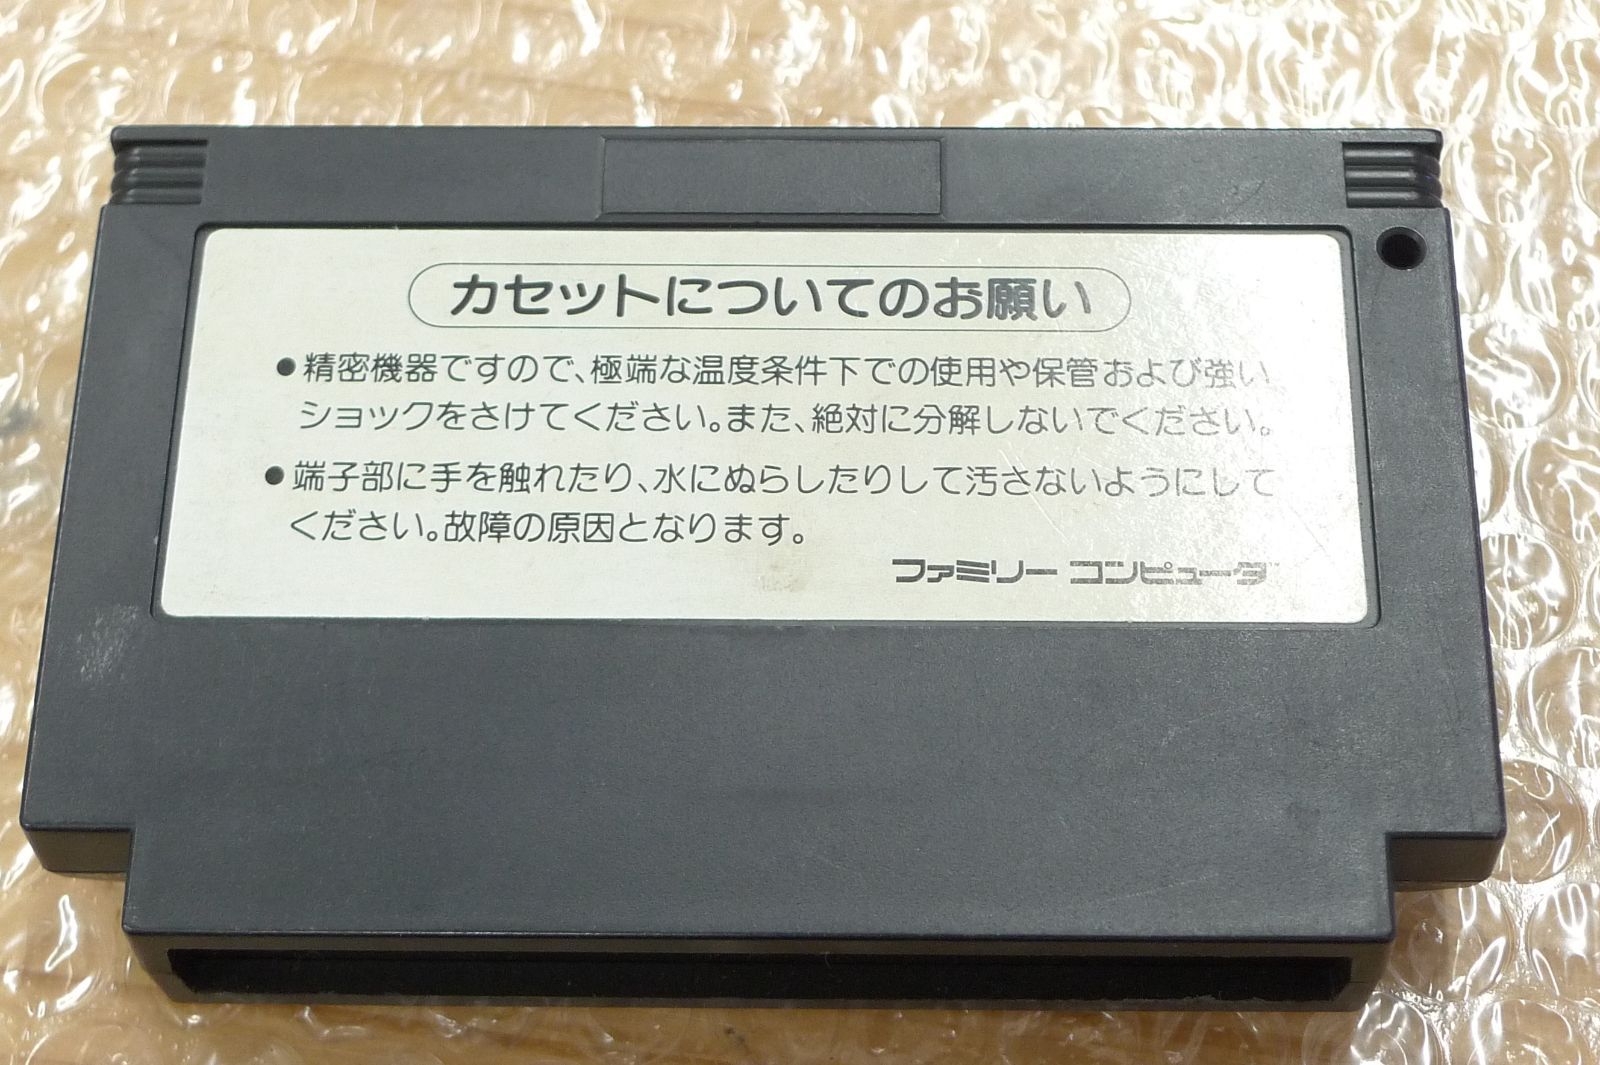 カセットについてのお願い
●精密機器ですので、極端な温度条件下での使用や保管および強い
ショックをさけてください。また、絶対に分解しないでください。
●端子部に手を触れたり、水にぬらしたりして汚さないようにして
ください。故障の原因となります。
ファミリー コンピュータ™